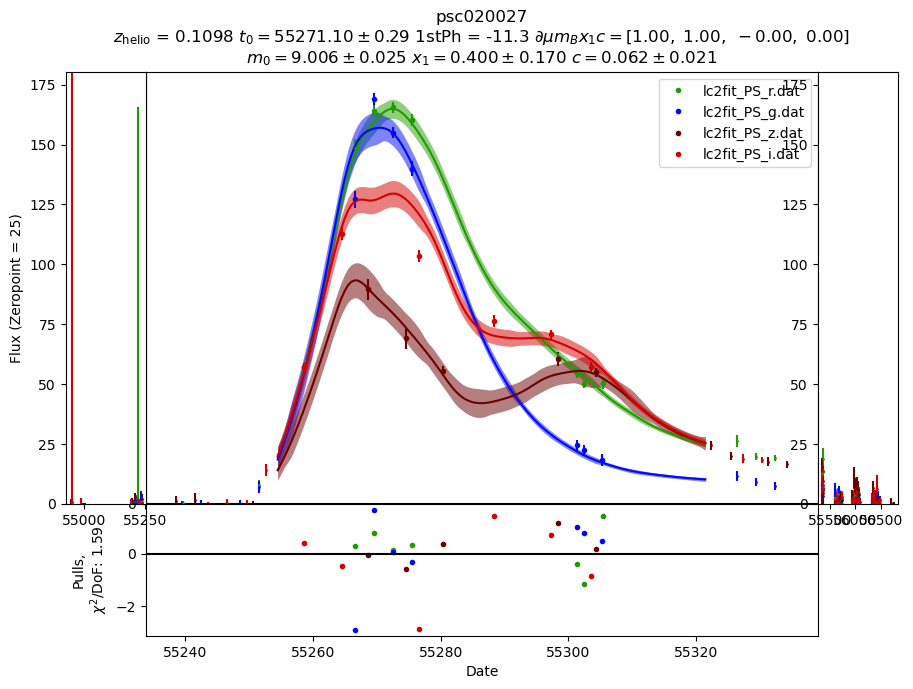 psc020027
z_helio = 0.1098 t_0 = 55271.10 ± 0.29 1stPh = -11.3 ∂μm_Bx_1c = [1.00, 1.00, −0.00, 0.00]
m_0 = 9.006 ± 0.025 x_1 = 0.400 ± 0.170 c = 0.062 ± 0.021
lc2fit_PS_r.dat
lc2fit_PS_g.dat
lc2fit_PS_z.dat
lc2fit_PS_i.dat
Flux (Zeropoint = 25)
175
150
125
100
75
50
25
0
175
150
125
100
75
50
25
0
55000
55250
55500
Pulls,
χ²/DoF: 1.59
0
−2
55240
55260
55280
55300
55320
Date